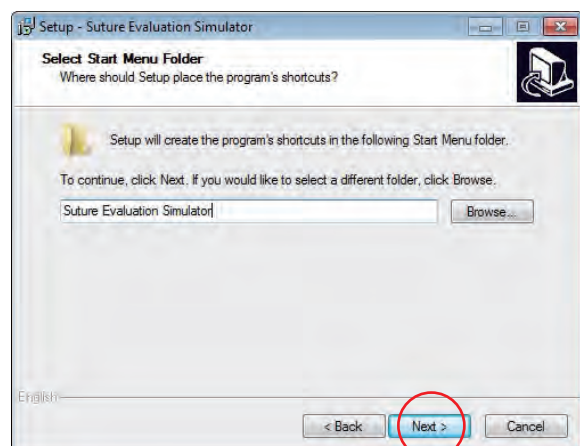 Setup - Suture Evaluation Simulator
Select Start Menu Folder
Where should Setup place the program's shortcuts?
Setup will create the program's shortcuts in the following Start Menu folder.
To continue, click Next. If you would like to select a different folder, click Browse.
Suture Evaluation Simulator
Browse...
English
< Back
Next >
Cancel